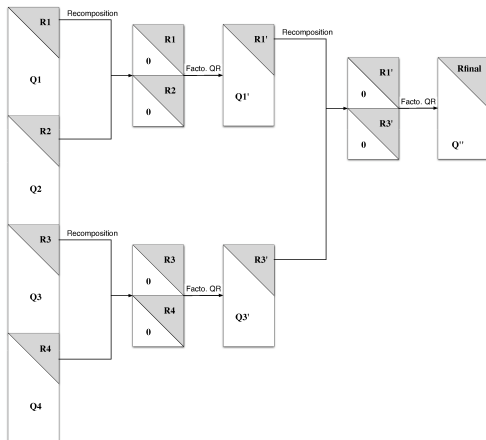 R1
Q1
R2
Q2
R3
Q3
R4
Q4
Recomposition
Recomposition
R1
0
R2
0
Facto. QR
R1'
Q1'
R3
0
R4
0
Facto. QR
R3'
Q3'
Recomposition
R1'
0
R3'
0
Facto. QR
Rfinal
Q''